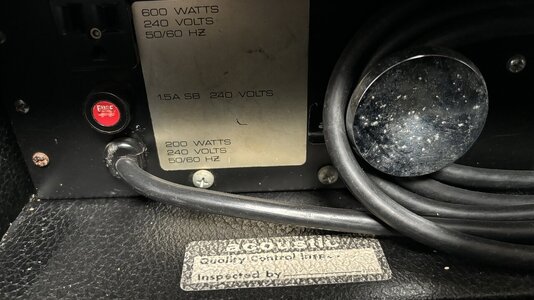 600 WATTS
240 VOLTS
50/60 HZ
FUSE
1.5A SB 240 VOLTS
200 WATTS
240 VOLTS
50/60 HZ
acoustic
Quality Control
Inspected by